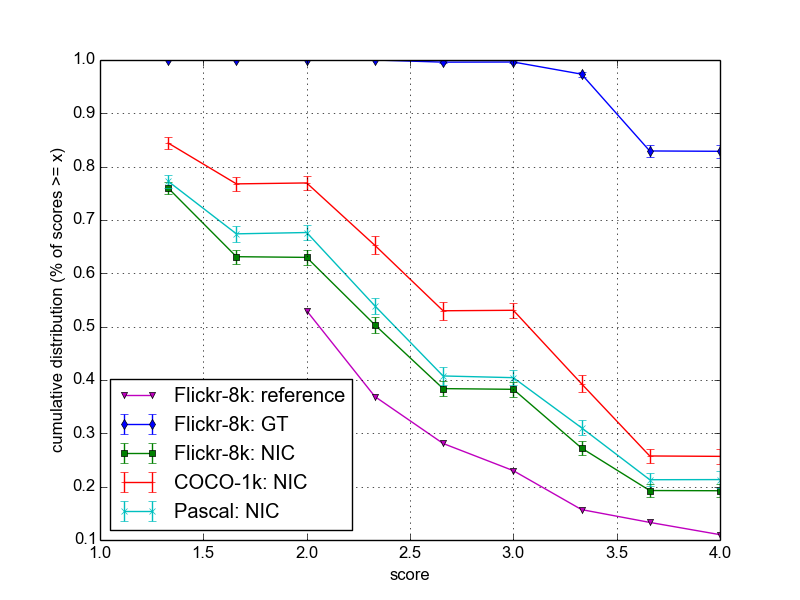 1.0
0.9
0.8
0.7
0.6
0.5
0.4
0.3
0.2
0.1
cumulative distribution (% of scores >= x)
Flickr-8k: reference
Flickr-8k: GT
Flickr-8k: NIC
COCO-1k: NIC
Pascal: NIC
1.0 1.5 2.0 2.5 3.0 3.5 4.0
score